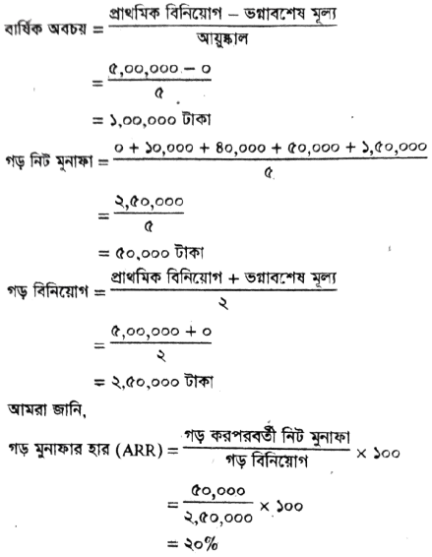 বার্ষিক অবচয় = প্রাথমিক বিনিয়োগ − ভগ্নাবশেষ মূল্য / আয়ুষ্কাল
= ৫,০০,০০০ − ০ / ৫
= ১,০০,০০০ টাকা
গড় নিট মুনাফা = ০ + ১০,০০০ + ৪০,০০০ + ৫০,০০০ + ১,৫০,০০০ / ৫
= ২,৫০,০০০ / ৫
= ৫০,০০০ টাকা
গড় বিনিয়োগ = প্রাথমিক বিনিয়োগ + ভগ্নাবশেষ মূল্য / ২
= ৫,০০,০০০ + ০ / ২
= ২,৫০,০০০ টাকা
আমরা জানি,
গড় মুনাফার হার (ARR) = গড় করপরবর্তী নিট মুনাফা / গড় বিনিয়োগ × ১০০
= ৫০,০০০ / ২,৫০,০০০ × ১০০
= ২০%